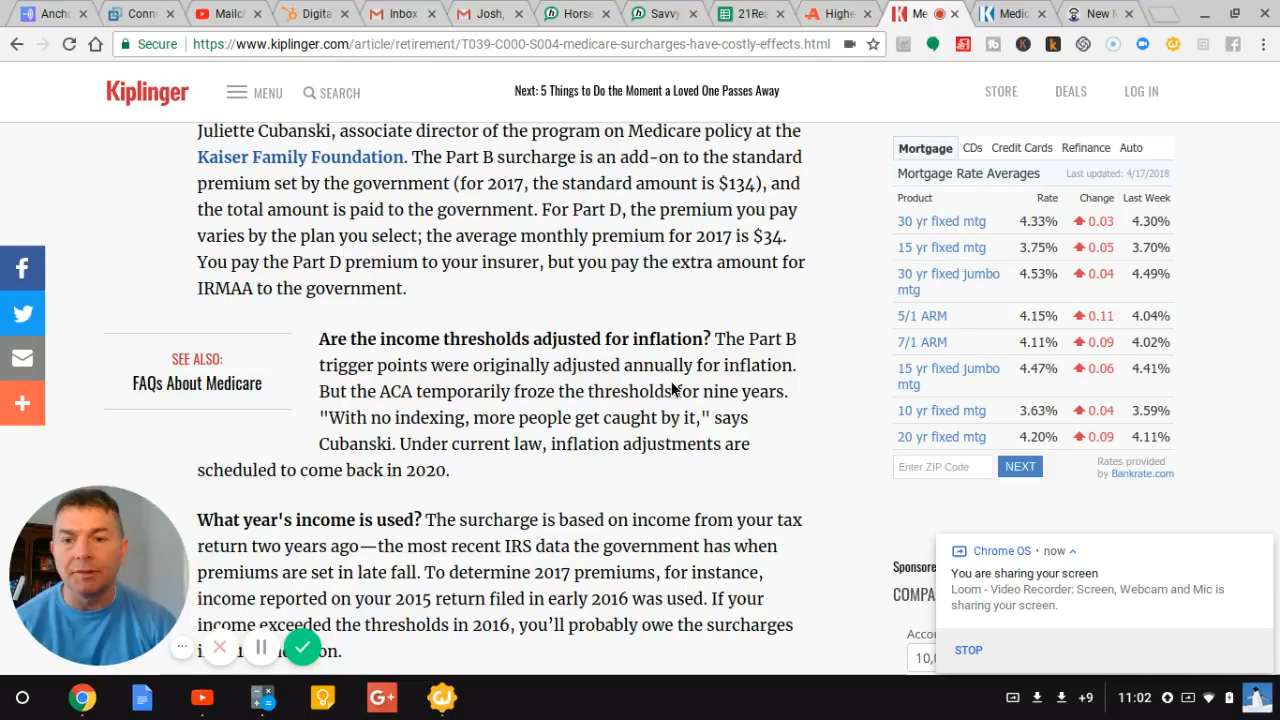 Ancho
Conn
Mailch
Digita
Inbox
Josh,
Horse
Savvy
21Rea
Highe
Me
Medic
New M
Secure
https://www.kiplinger.com/article/retirement/T039-C000-S004-medicare-surcharges-have-costly-effects.html
Kiplinger
MENU
SEARCH
Next: 5 Things to Do the Moment a Loved One Passes Away
STORE
DEALS
LOG IN
Juliette Cubanski, associate director of the program on Medicare policy at the
Kaiser Family Foundation. The Part B surcharge is an add-on to the standard
premium set by the government (for 2017, the standard amount is $134), and
the total amount is paid to the government. For Part D, the premium you pay
varies by the plan you select; the average monthly premium for 2017 is $34.
You pay the Part D premium to your insurer, but you pay the extra amount for
IRMAA to the government.
SEE ALSO:
FAQs About Medicare
Are the income thresholds adjusted for inflation? The Part B
trigger points were originally adjusted annually for inflation.
But the ACA temporarily froze the thresholds for nine years.
"With no indexing, more people get caught by it," says
Cubanski. Under current law, inflation adjustments are
scheduled to come back in 2020.
What year's income is used? The surcharge is based on income from your tax
return two years ago—the most recent IRS data the government has when
premiums are set in late fall. To determine 2017 premiums, for instance,
income reported on your 2015 return filed in early 2016 was used. If your
income exceeded the thresholds in 2016, you'll probably owe the surcharges
Mortgage CDs Credit Cards Refinance Auto
Mortgage Rate Averages Last updated: 4/17/2018
Product Rate Change Last Week
30 yr fixed mtg 4.33% 0.03 4.30%
15 yr fixed mtg 3.75% 0.05 3.70%
30 yr fixed jumbo 4.53% 0.04 4.49%
mtg
5/1 ARM 4.15% 0.11 4.04%
7/1 ARM 4.11% 0.09 4.02%
15 yr fixed jumbo 4.47% 0.06 4.41%
mtg
10 yr fixed mtg 3.63% 0.04 3.59%
20 yr fixed mtg 4.20% 0.09 4.11%
Enter ZIP Code NEXT
Rates provided
by Bankrate.com
Sponsore
COMPA
Accou
10,0
Chrome OS • now
You are sharing your screen
Loom - Video Recorder: Screen, Webcam and Mic is
sharing your screen.
STOP
+9
11:02